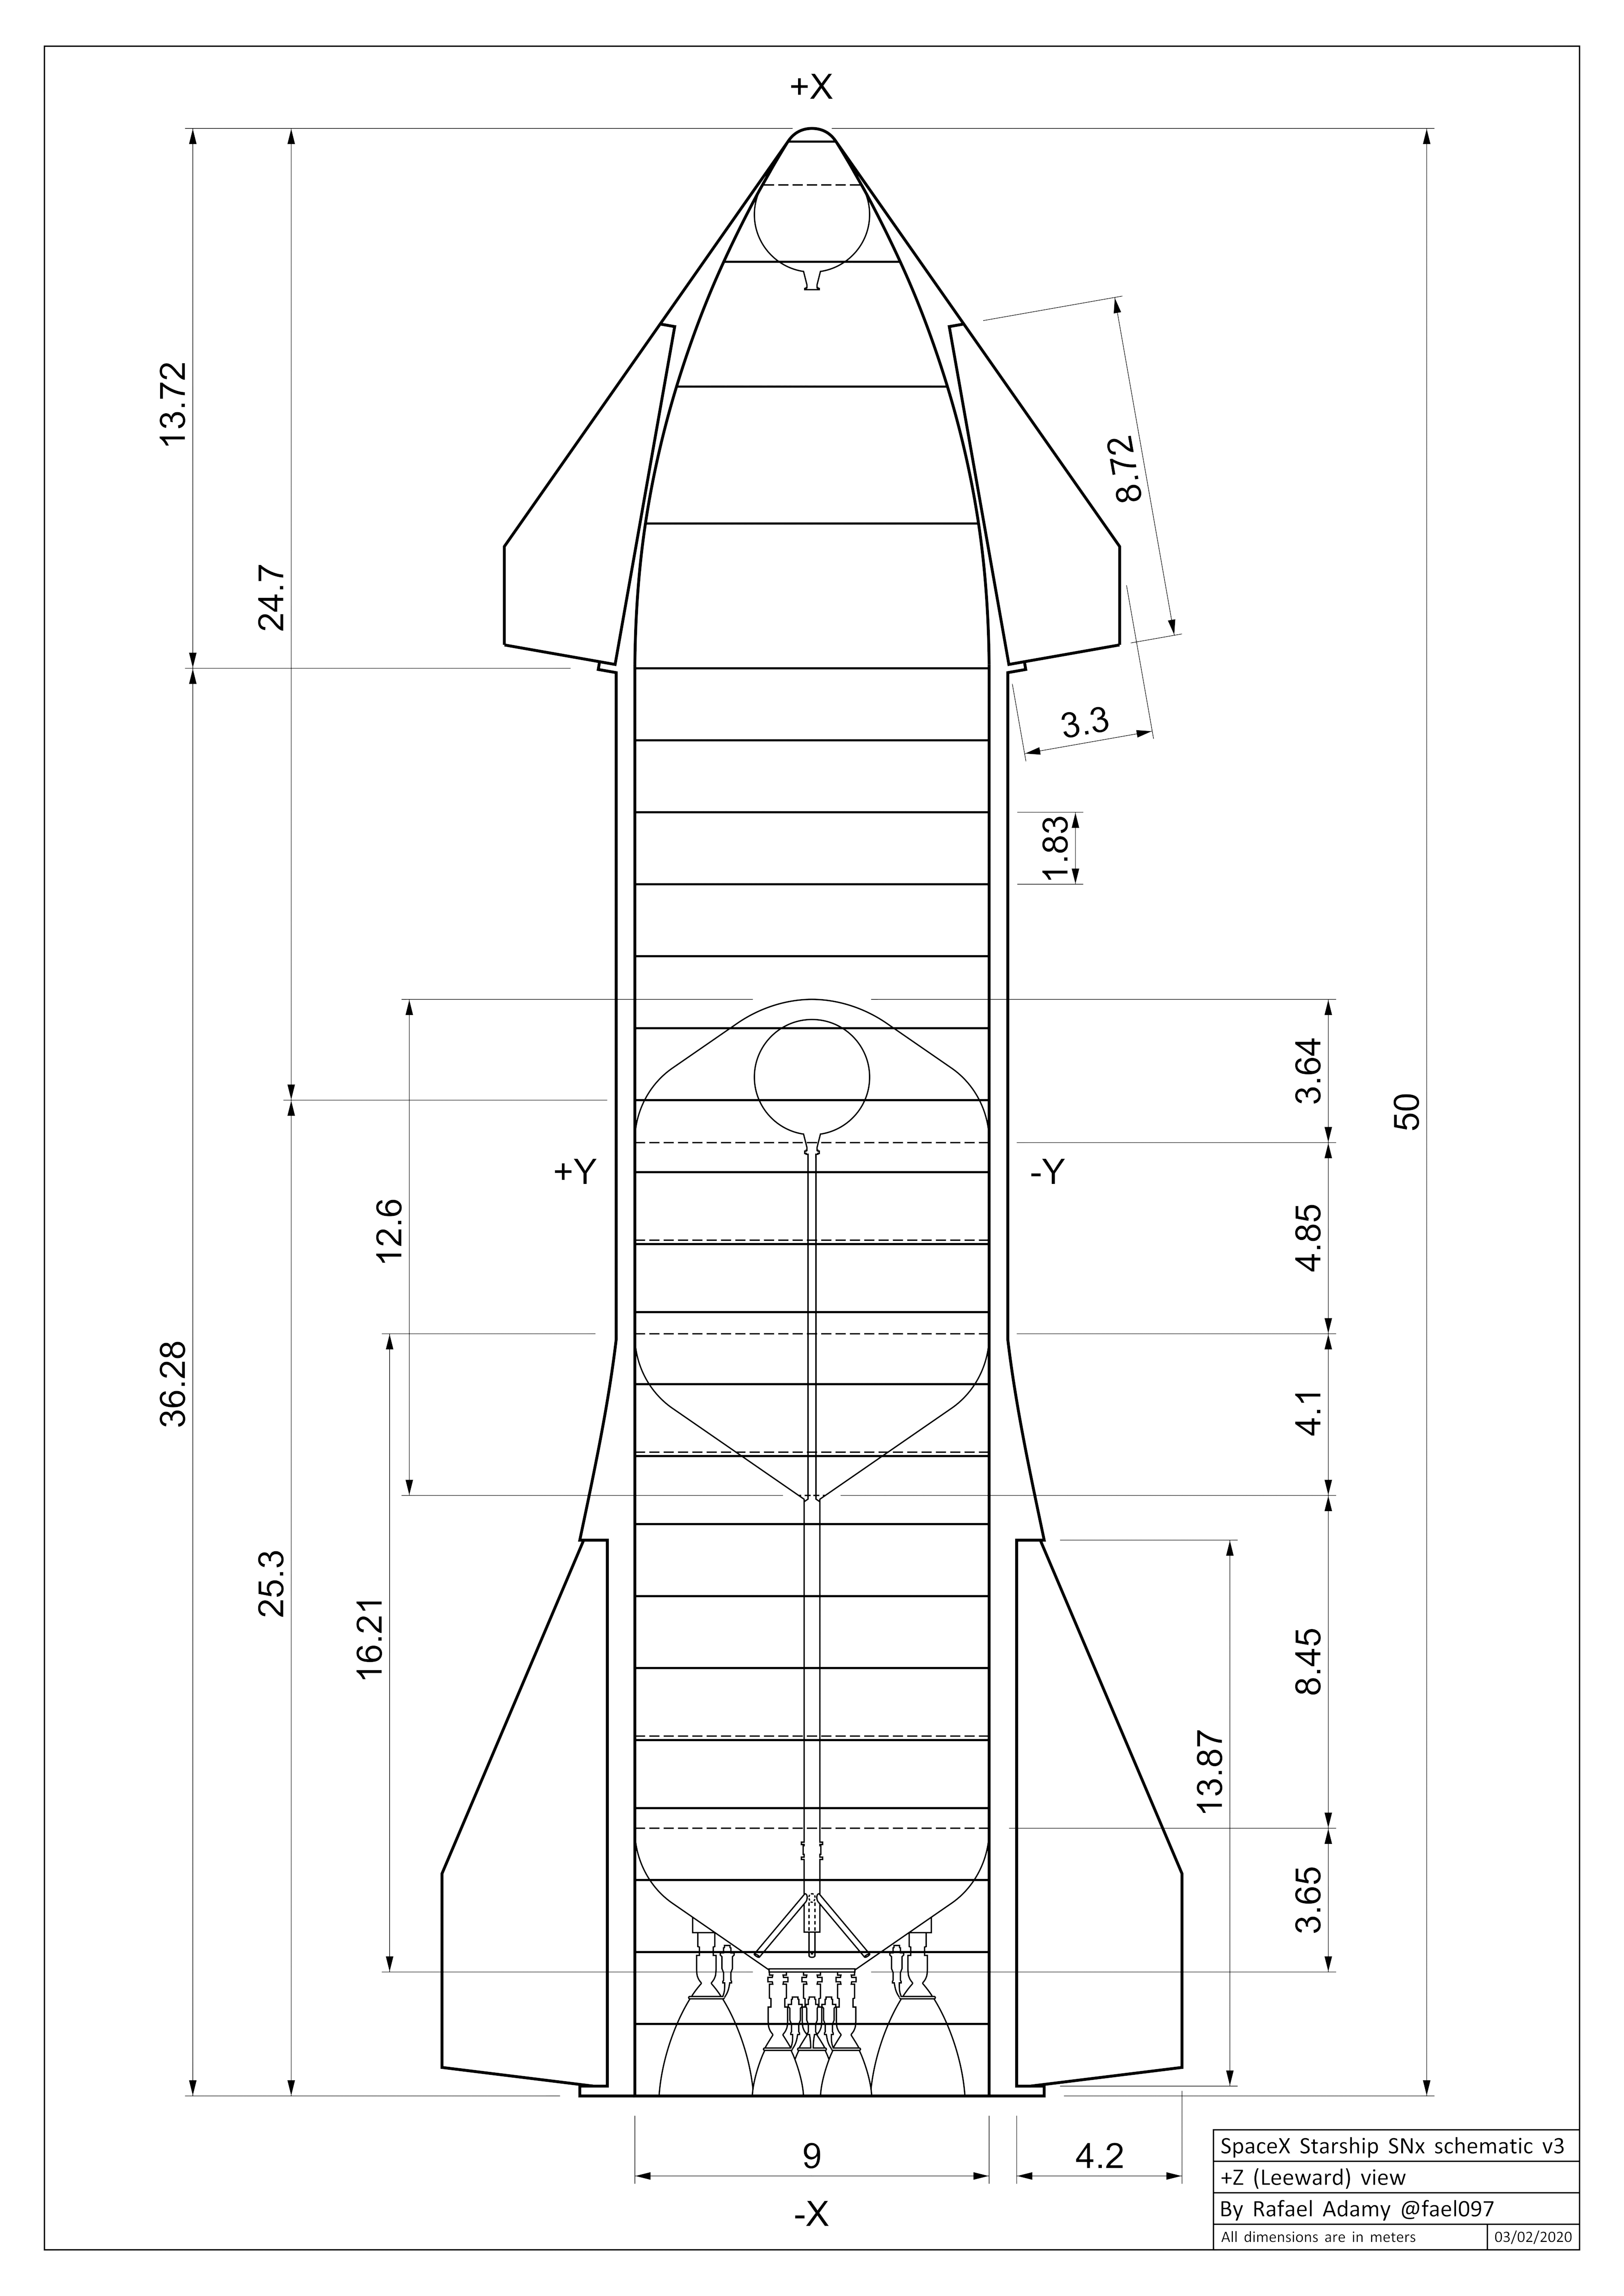 +X
13.72
8.72
24.7
3.3
1.83
3.64
50
+Y
-Y
12.6
4.85
36.28
4.1
25.3
16.21
8.45
13.87
3.65
9
4.2
-X
SpaceX Starship SNx schematic v3
+Z (Leeward) view
By Rafael Adamy @fael097
All dimensions are in meters
03/02/2020